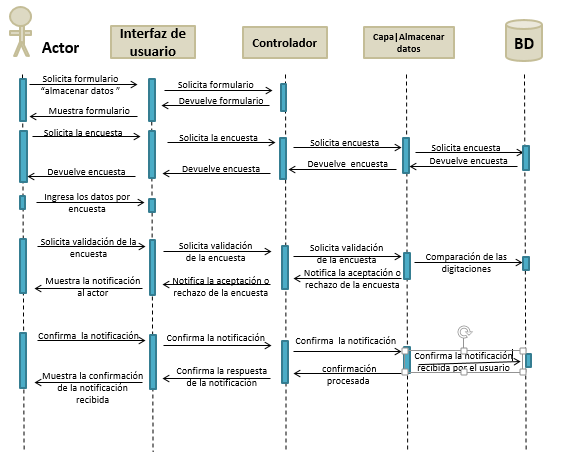 Actor
Interfaz de
usuario
Controlador
Capa|Almacenar
datos
BD
Solicita formulario
“almacenar datos ”
Solicita formulario
Devuelve formulario
Muestra formulario
Solicita la encuesta
Solicita la encuesta
Solicita encuesta
Solicita encuesta
Devuelve encuesta
Devuelve encuesta
Devuelve encuesta
Devuelve encuesta
Ingresa los datos por
encuesta
Solicita validación de la
encuesta
Solicita validación
de la encuesta
Solicita validación
de la encuesta
Comparación de las
digitaciones
Notifica la aceptación o
rechazo de la encuesta
Notifica la aceptación o
rechazo de la encuesta
Muestra la notificación
al actor
Confirma la notificación
Confirma la notificación
Confirma la notificación
Confirma la notificación
recibida por el usuario
confirmación
procesada
Confirma la respuesta
de la notificación
Muestra la confirmación
de la notificación
recibida